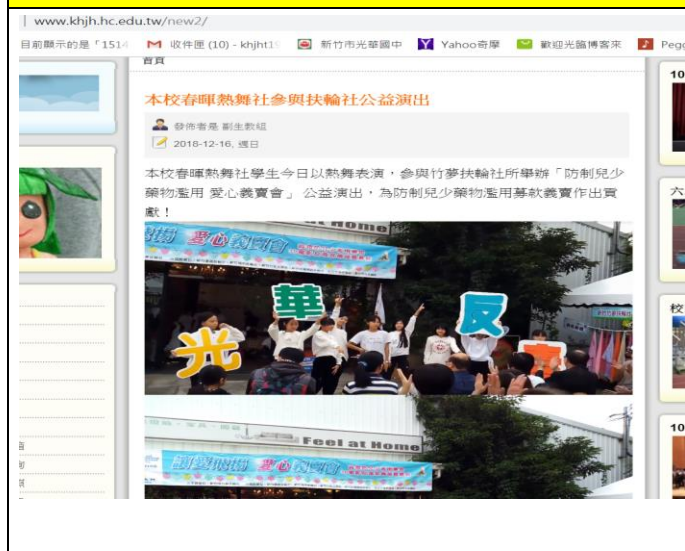 www.khjh.hc.edu.tw/new2/
目前顯示的是「1514
收件匣 (10) - khjht19
新竹市光華國中
Yahoo奇摩
歡迎光臨博客來
Pegg
首頁
本校春暉熱舞社參與扶輪社公益演出
發佈者是 副生教組
2018-12-16, 週日
本校春暉熱舞社學生今日以熱舞表演，參與竹夢扶輪社所舉辦「防制兒少
藥物濫用 愛心義賣會」 公益演出，為防制兒少藥物濫用募款義賣作出貢
獻！
at Home
愛心義賣會
光
華
反
Feel at Home
愛心義賣會
10
六
校
10